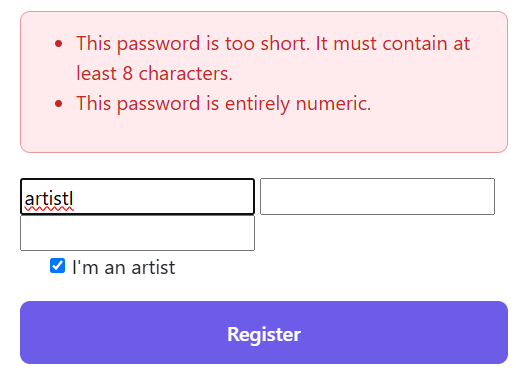 This password is too short. It must contain at
least 8 characters.
This password is entirely numeric.
artistI
I'm an artist
Register